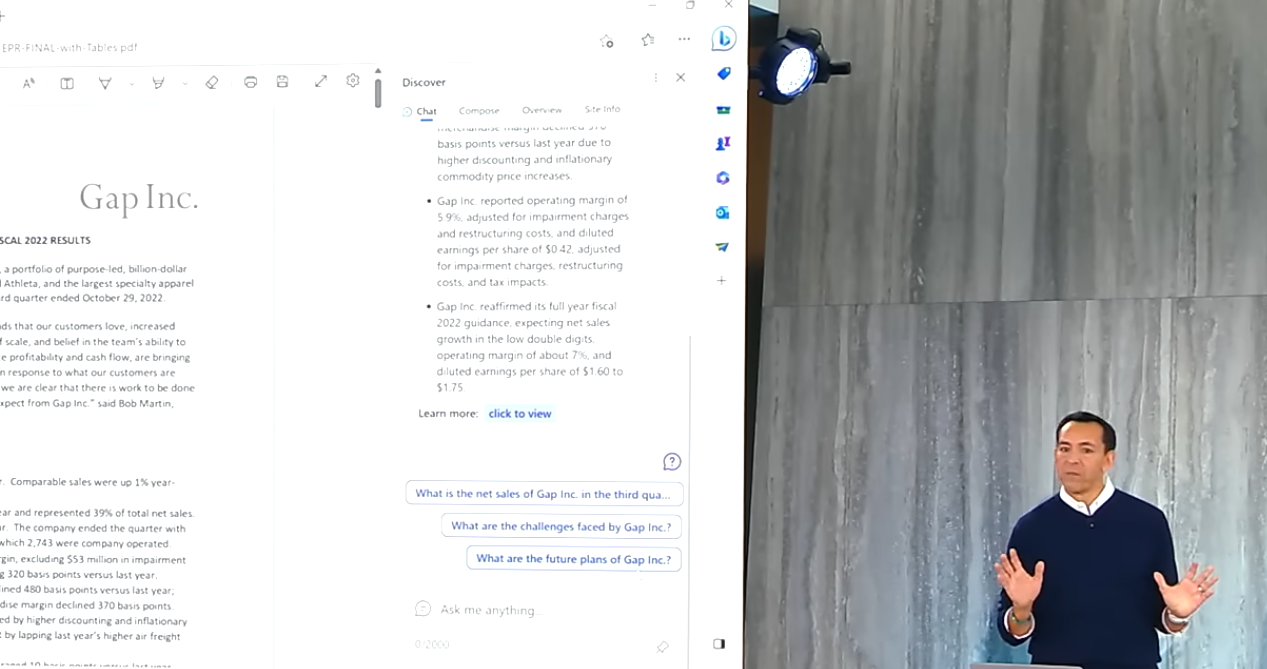 EPR-FINAL-with-Tables.pdf
Gap Inc.
SCAL 2022 RESULTS
, a portfolio of purpose-led, billion-dollar
Athleta, and the largest specialty apparel
rd quarter ended October 29, 2022.
ds that our customers love, increased
f scale, and belief in the team's ability to
e profitability and cash flow, are bringing
n response to what our customers are
we are clear that there is work to be done
xpect from Gap Inc." said Bob Martin,
r. Comparable sales were up 1% year-
ear and represented 39% of total net sales.
ar. The company ended the quarter with
which 2,743 were company operated.
rgin, excluding $53 million in impairment
g 320 basis points versus last year.
lined 480 basis points versus last year;
dise margin declined 370 basis points
ed by higher discounting and inflationary
t by lapping last year's higher air freight
10 basis points versus last year
Discover
Chat Compose Overview Site Info
merchandise margin declined 370
basis points versus last year due to
higher discounting and inflationary
commodity price increases.
• Gap Inc. reported operating margin of
5.9%, adjusted for impairment charges
and restructuring costs, and diluted
earnings per share of $0.42, adjusted
for impairment charges, restructuring
costs, and tax impacts.
• Gap Inc. reaffirmed its full year fiscal
2022 guidance, expecting net sales
growth in the low double digits,
operating margin of about 7%, and
diluted earnings per share of $1.60 to
$1.75.
Learn more: click to view
What is the net sales of Gap Inc. in the third qua...
What are the challenges faced by Gap Inc.?
What are the future plans of Gap Inc.?
Ask me anything...
0/2000